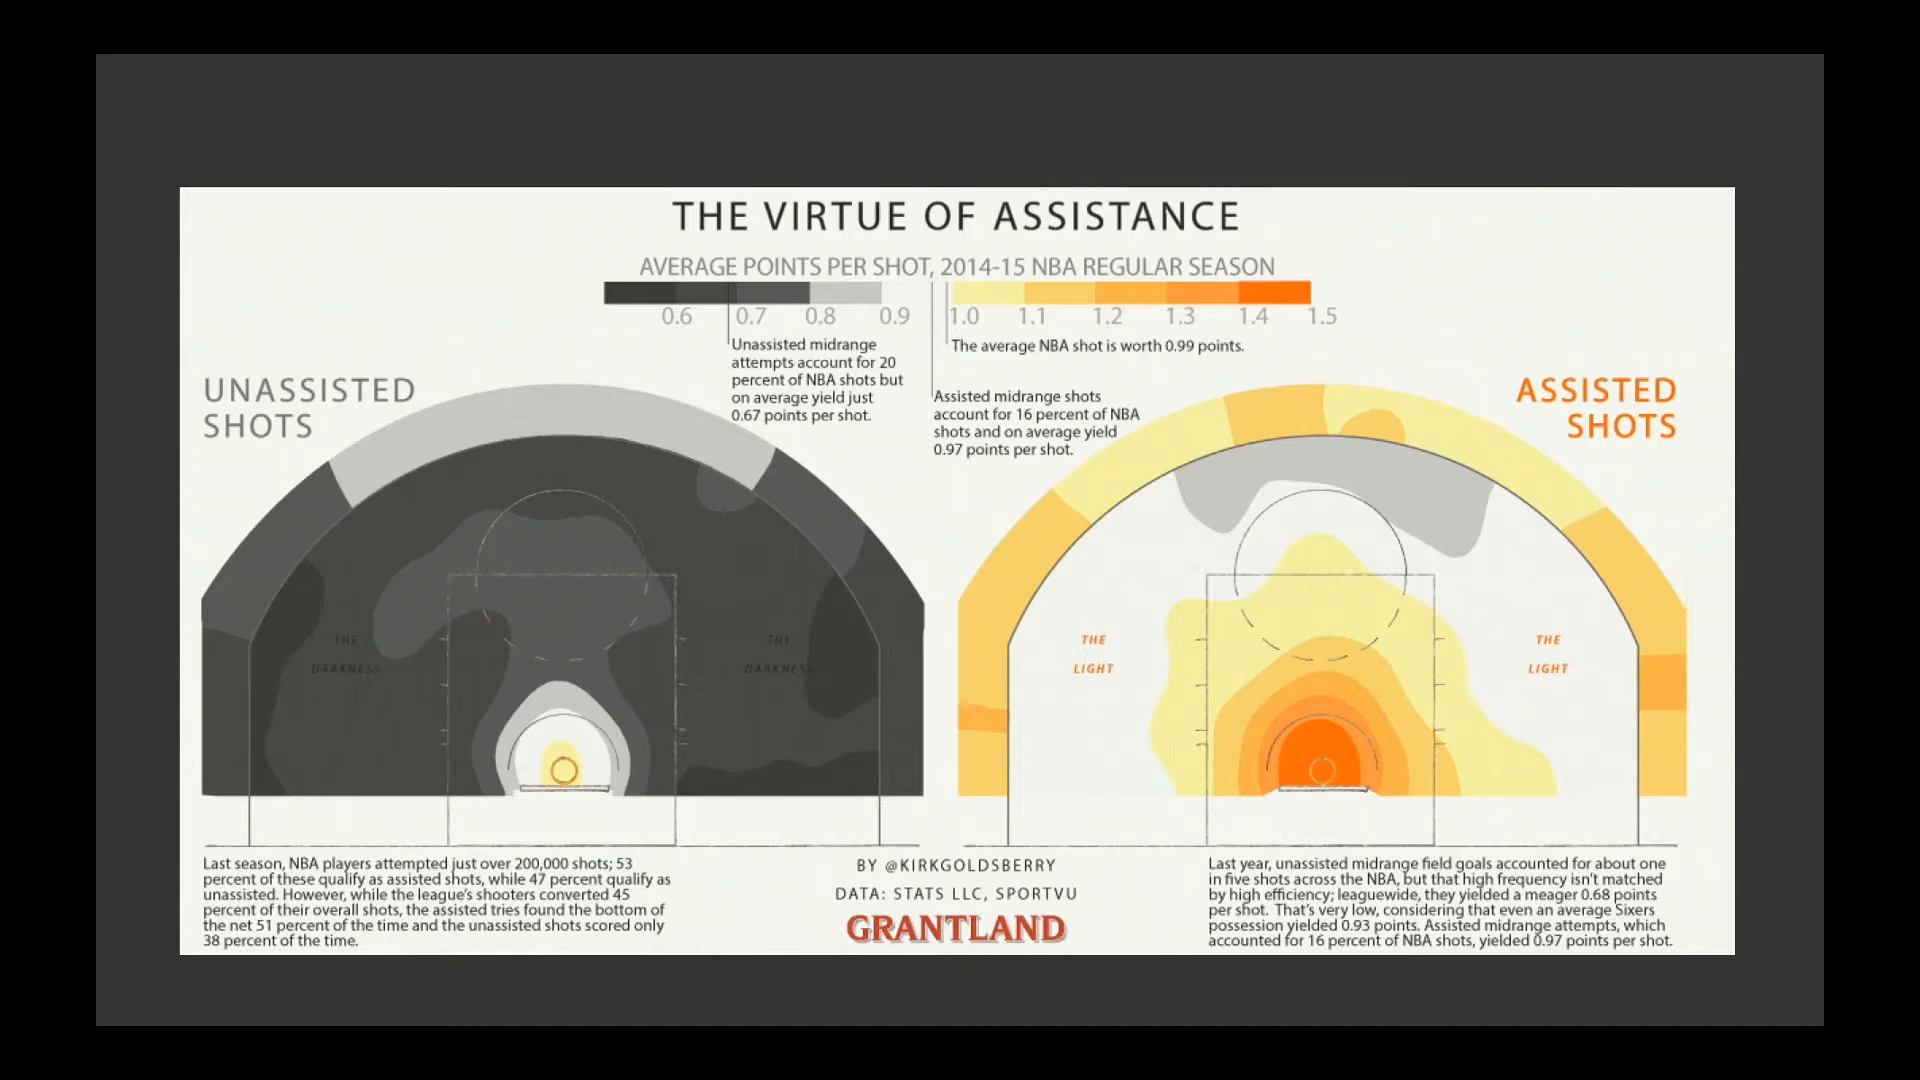 THE VIRTUE OF ASSISTANCE
AVERAGE POINTS PER SHOT, 2014-15 NBA REGULAR SEASON
0.6 0.7 0.8 0.9 1.0 1.1 1.2 1.3 1.4 1.5
Unassisted midrange
attempts account for 20
percent of NBA shots but
on average yield just
0.67 points per shot.
The average NBA shot is worth 0.99 points.
Assisted midrange shots
account for 16 percent of NBA
shots and on average yield
0.97 points per shot.
UNASSISTED
SHOTS
ASSISTED
SHOTS
THE
DARKNESS
THE
DARKNESS
THE
LIGHT
THE
LIGHT
Last season, NBA players attempted just over 200,000 shots; 53
percent of these qualify as assisted shots, while 47 percent qualify as
unassisted. However, while the league's shooters converted 45
percent of their overall shots, the assisted tries found the bottom of
the net 51 percent of the time and the unassisted shots scored only
38 percent of the time.
BY @KIRKGOLDSBERRY
DATA: STATS LLC, SPORTVU
GRANTLAND
Last year, unassisted midrange field goals accounted for about one
in five shots across the NBA, but that high frequency isn't matched
by high efficiency; leaguewide, they yielded a meager 0.68 points
per shot. That's very low, considering that even an average Sixers
possession yielded 0.93 points. Assisted midrange attempts, which
accounted for 16 percent of NBA shots, yielded 0.97 points per shot.